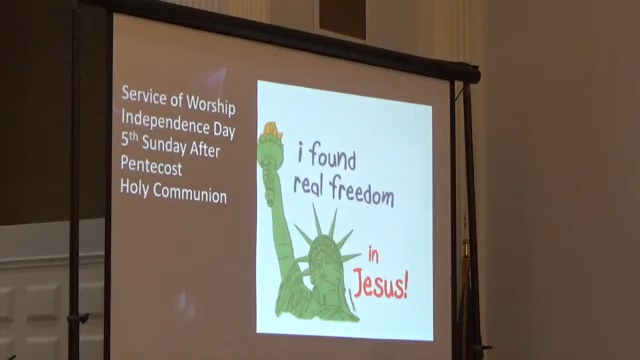 Service of Worship
Independence Day
5th Sunday After
Pentecost
Holy Communion
i found
real freedom
in
Jesus!